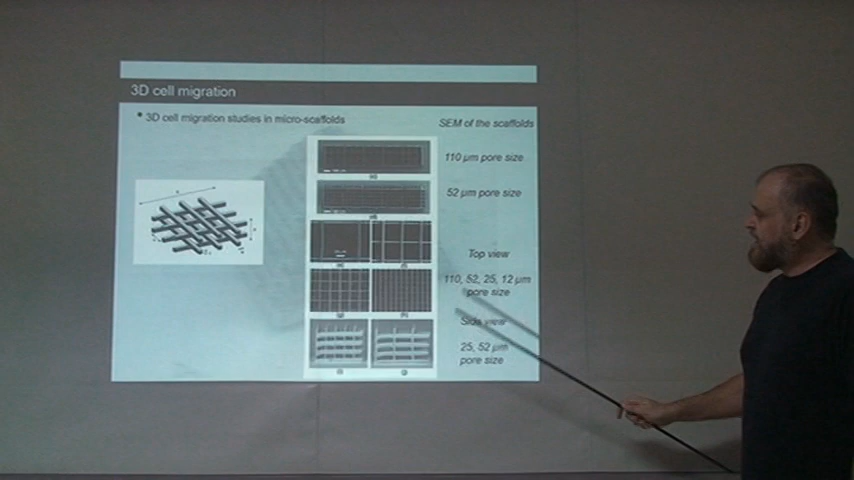 3D cell migration
• 3D cell migration studies in micro-scaffolds
SEM of the scaffolds
110 µm pore size
52 µm pore size
Top view
110, 52, 25, 12 µm
pore size
Side view
25, 52 µm
pore size